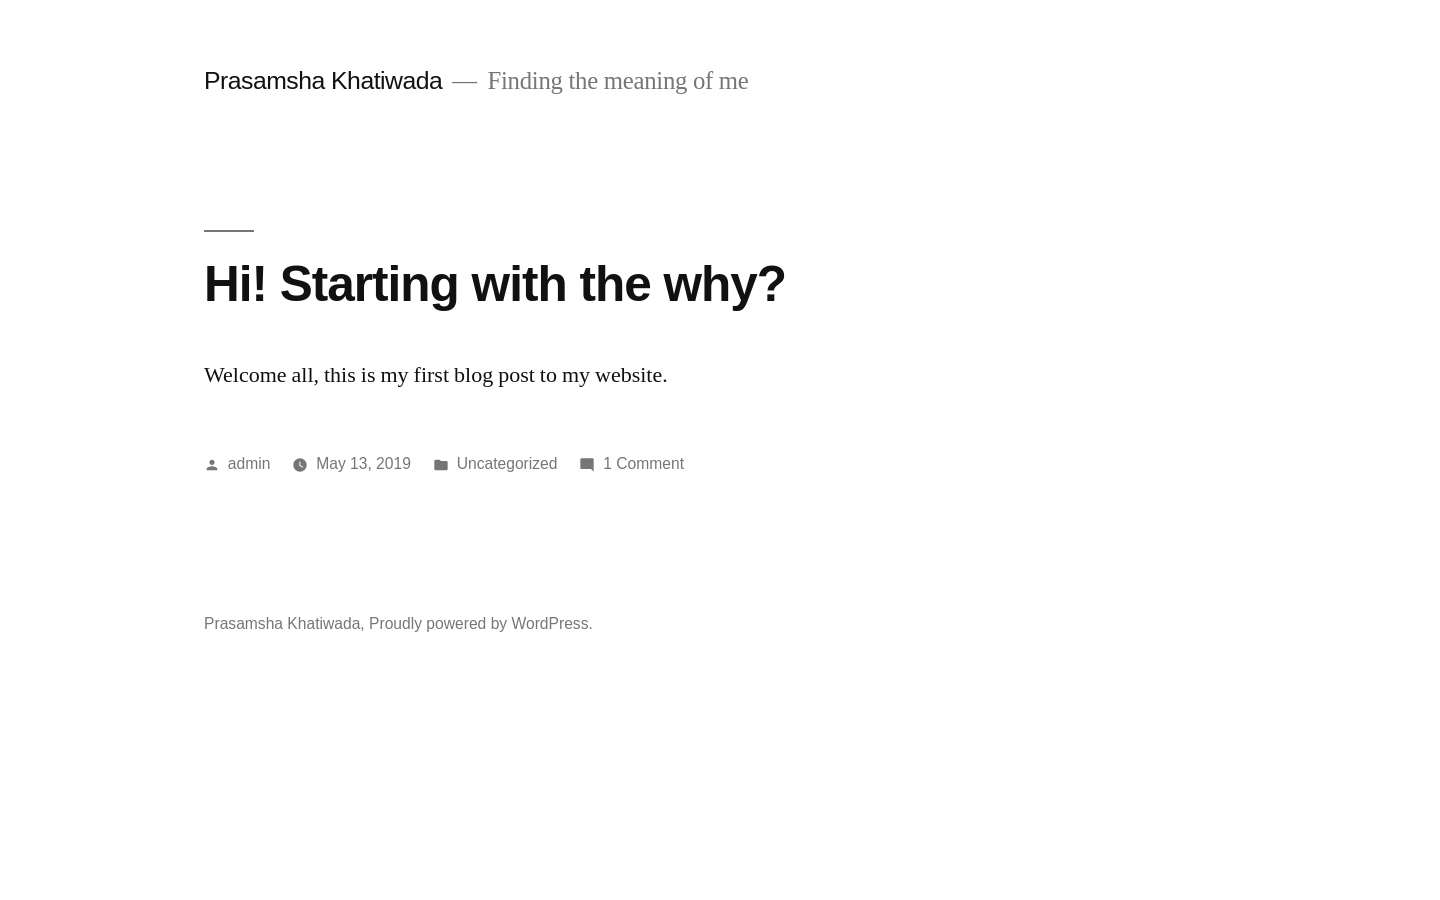 Prasamsha Khatiwada — Finding the meaning of me
Hi! Starting with the why?
Welcome all, this is my first blog post to my website.
admin May 13, 2019 Uncategorized 1 Comment
Prasamsha Khatiwada, Proudly powered by WordPress.